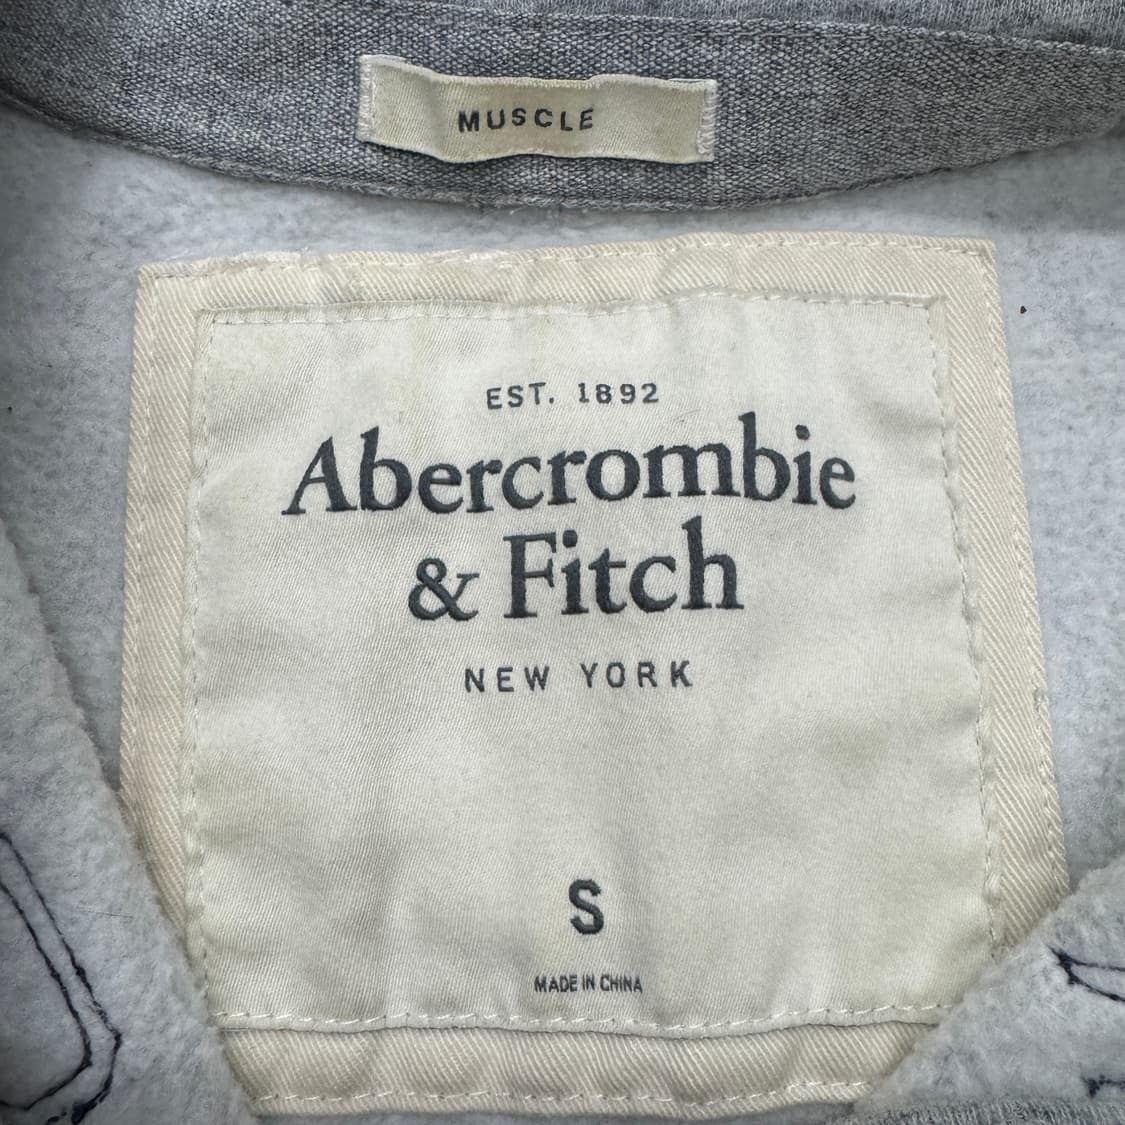 MUSCLE
EST. 1892
Abercrombie
& Fitch
NEW YORK
S
MADE IN CHINA